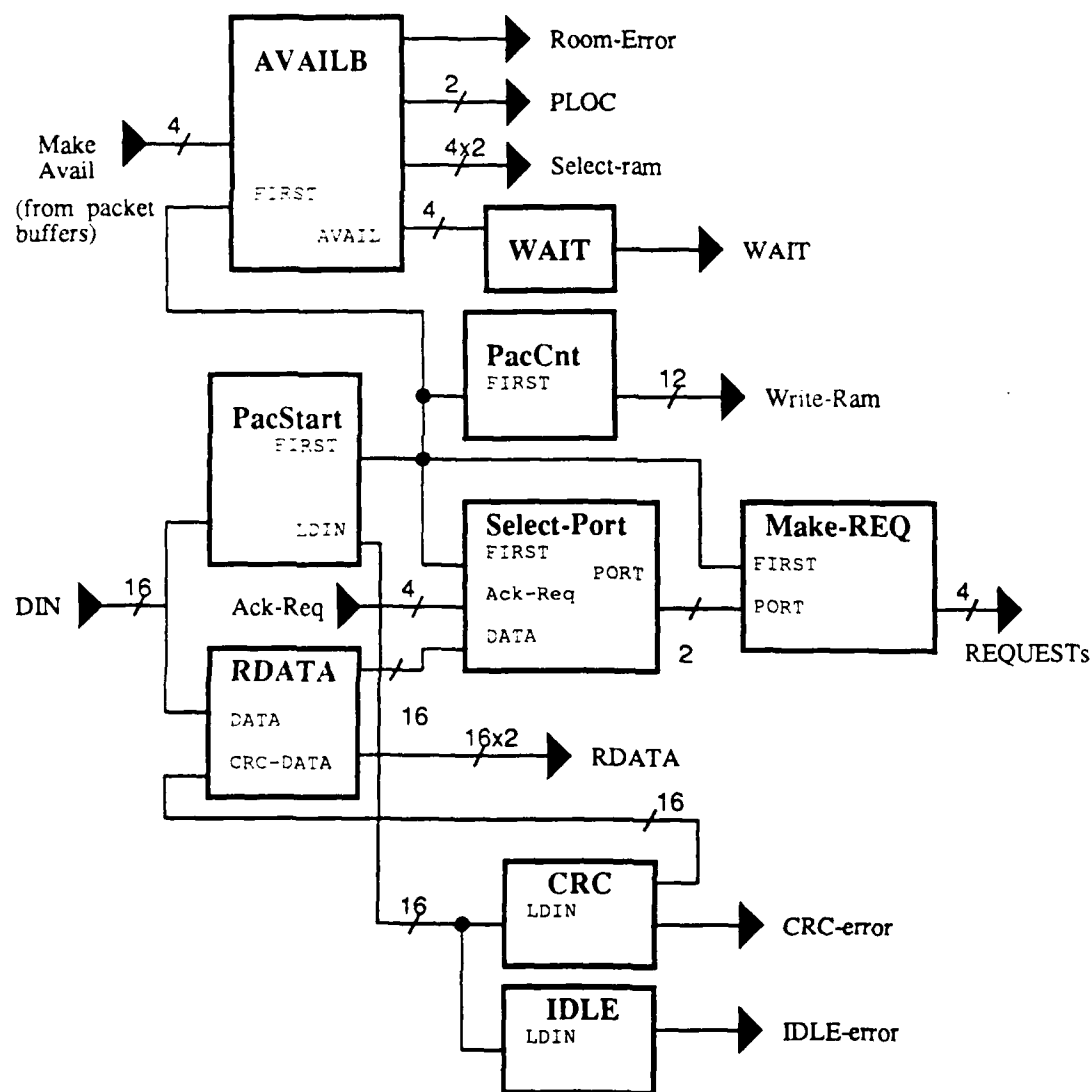 AVAILB
Room-Error
2
PLOC
4
Make
Avail
4x2
Select-ram
(from packet
buffers)
FIRST
AVAIL
4
WAIT
WAIT
PacCnt
FIRST
12
Write-Ram
PacStart
FIRST
LDIN
Select-Port
FIRST
PORT
Ack-Req
DATA
Make-REQ
FIRST
PORT
4
REQUESTs
DIN
16
Ack-Req
4
2
RDATA
DATA
CRC-DATA
16
16x2
RDATA
16
CRC
LDIN
16
CRC-error
IDLE
LDIN
IDLE-error